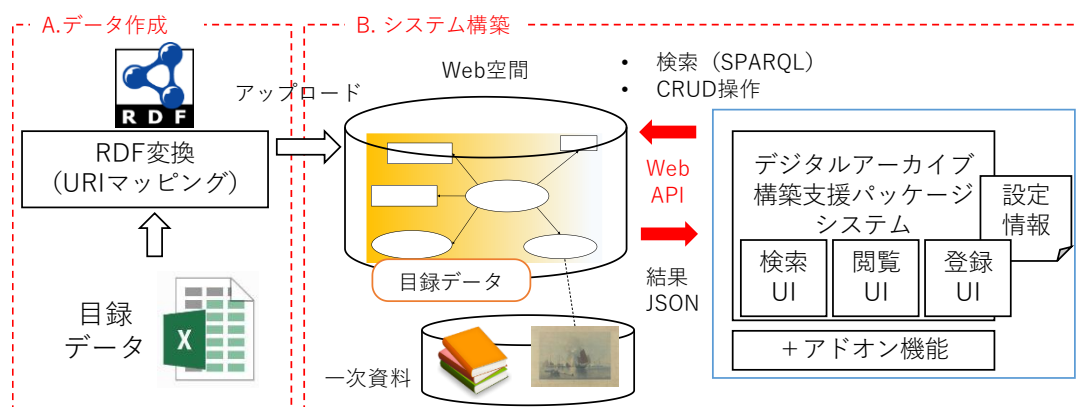 A.データ作成
B. システム構築
RDF
RDF変換
(URIマッピング)
目録
データ
X
アップロード
Web空間
目録データ
一次資料
• 検索（SPARQL）
• CRUD操作
Web
API
結果
JSON
デジタルアーカイブ
構築支援パッケージ
システム
設定
情報
検索
UI
閲覧
UI
登録
UI
＋アドオン機能